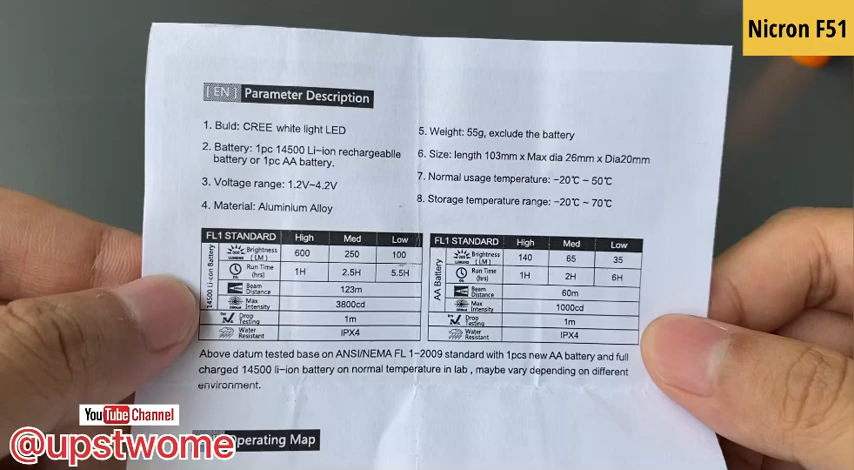 Nicron F51
[ EN ] Parameter Description
1. Buld: CREE white light LED
2. Battery: 1pc 14500 Li-ion rechargeablle
battery or 1pc AA battery.
3. Voltage range: 1.2V~4.2V
4. Material: Aluminium Alloy
5. Weight: 55g, exclude the battery
6. Size: length 103mm x Max dia 26mm x Dia20mm
7. Normal usage temperature: -20℃ ~ 50℃
8. Storage temperature range: -20℃ ~ 70℃
FL1 STANDARD High Med Low
14500 Li-con Battery
Brightness (LM) 600 250 100
Run Time (hrs) 1H 2.5H 5.5H
Beam Distance 123m
Max Intensity 3800cd
Drop Testing 1m
Water Resistant IPX4
FL1 STANDARD High Med Low
AA Battery
Brightness (LM) 140 65 35
Run Time (hrs) 1H 2H 6H
Beam Distance 60m
Max Intensity 1000cd
Drop Testing 1m
Water Resistant IPX4
Above datum tested base on ANSI/NEMA FL 1-2009 standard with 1pcs new AA battery and full
charged 14500 li-ion battery on normal temperature in lab , maybe vary depending on different
environment.
YouTube Channel
@upstwome
perating Map